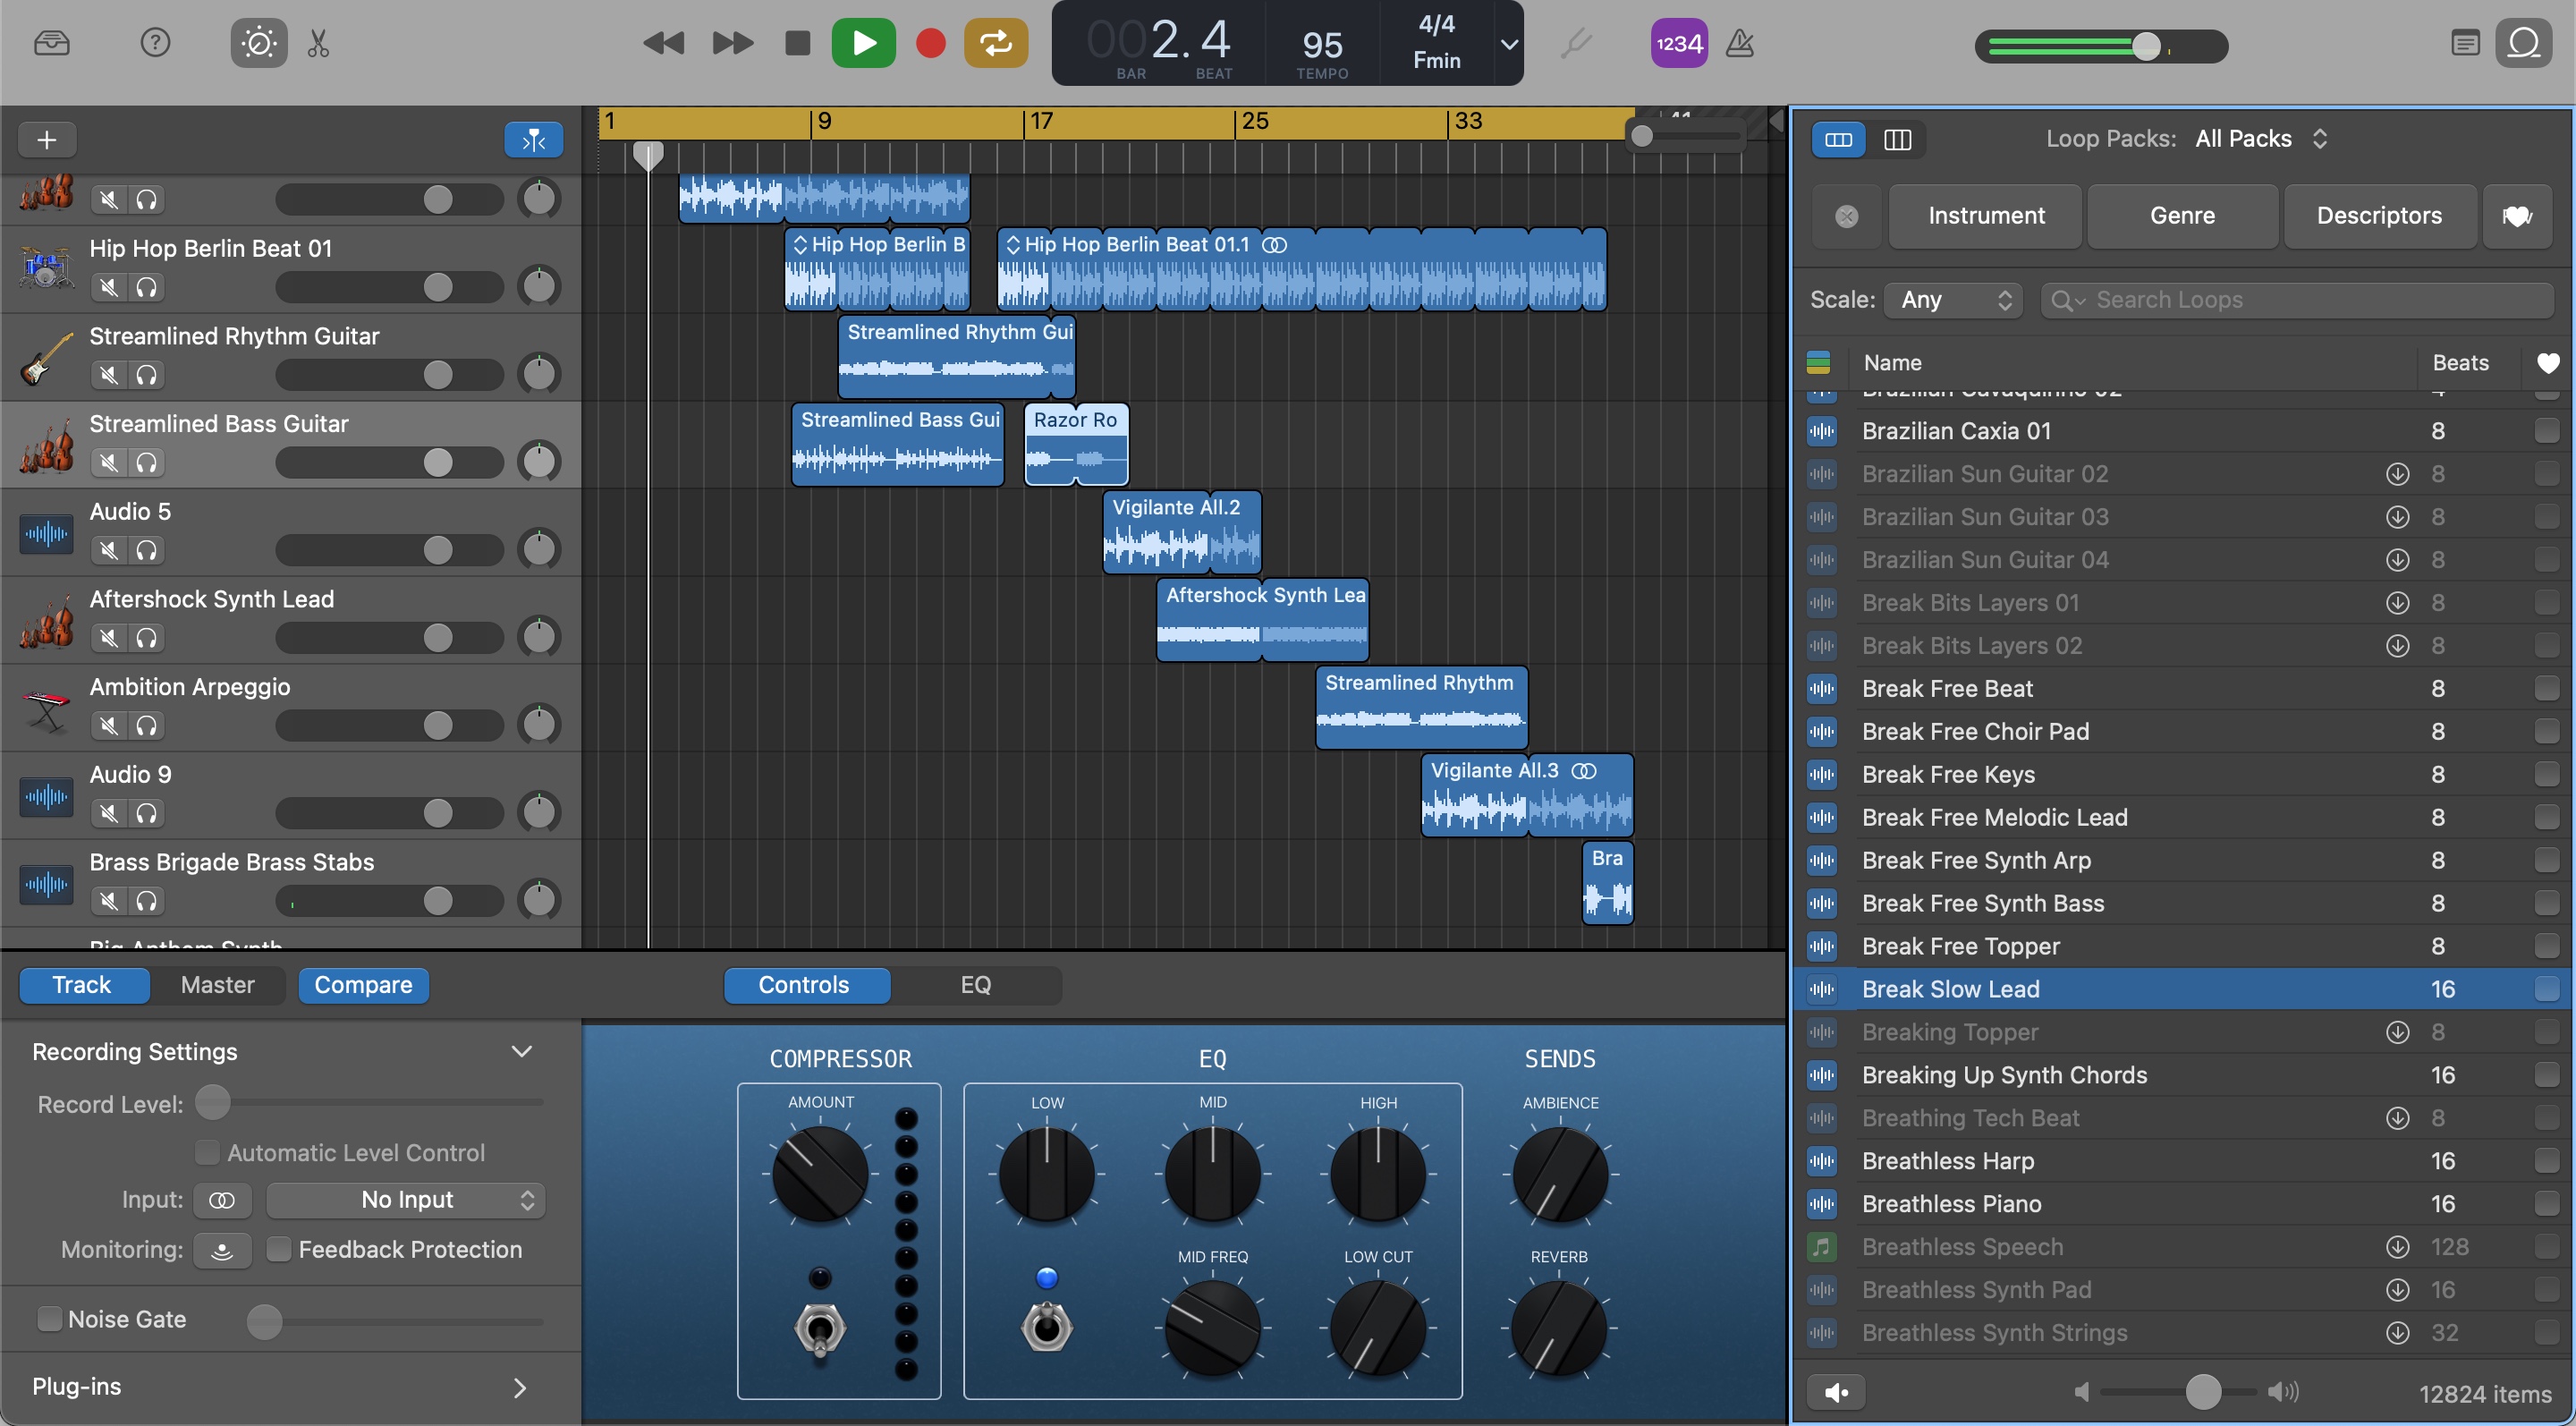 002.4
BAR BEAT
95
TEMPO
4/4
Fmin
1234
1 9 17 25 33 41
Hip Hop Berlin Beat 01
Streamlined Rhythm Guitar
Streamlined Bass Guitar
Audio 5
Aftershock Synth Lead
Ambition Arpeggio
Audio 9
Brass Brigade Brass Stabs
Big Anthem Synth
Hip Hop Berlin B
Hip Hop Berlin Beat 01.1
Streamlined Rhythm Gui
Streamlined Bass Gui
Razor Ro
Vigilante All.2
Aftershock Synth Lea
Streamlined Rhythm
Vigilante All.3
Bra
Loop Packs: All Packs
Instrument Genre Descriptors
Scale: Any Search Loops
Name Beats
Brazilian Cavaquinho 02 4
Brazilian Caxia 01 8
Brazilian Sun Guitar 02 8
Brazilian Sun Guitar 03 8
Brazilian Sun Guitar 04 8
Break Bits Layers 01 8
Break Bits Layers 02 8
Break Free Beat 8
Break Free Choir Pad 8
Break Free Keys 8
Break Free Melodic Lead 8
Break Free Synth Arp 8
Break Free Synth Bass 8
Break Free Topper 8
Break Slow Lead 16
Breaking Topper 8
Breaking Up Synth Chords 16
Breathing Tech Beat 8
Breathless Harp 16
Breathless Piano 16
Breathless Speech 128
Breathless Synth Pad 16
Breathless Synth Strings 32
12824 items
Track Master Compare
Controls EQ
Recording Settings
Record Level:
Automatic Level Control
Input: No Input
Monitoring: Feedback Protection
Noise Gate
Plug-ins
COMPRESSOR EQ SENDS
AMOUNT LOW MID HIGH AMBIENCE
MID FREQ LOW CUT REVERB